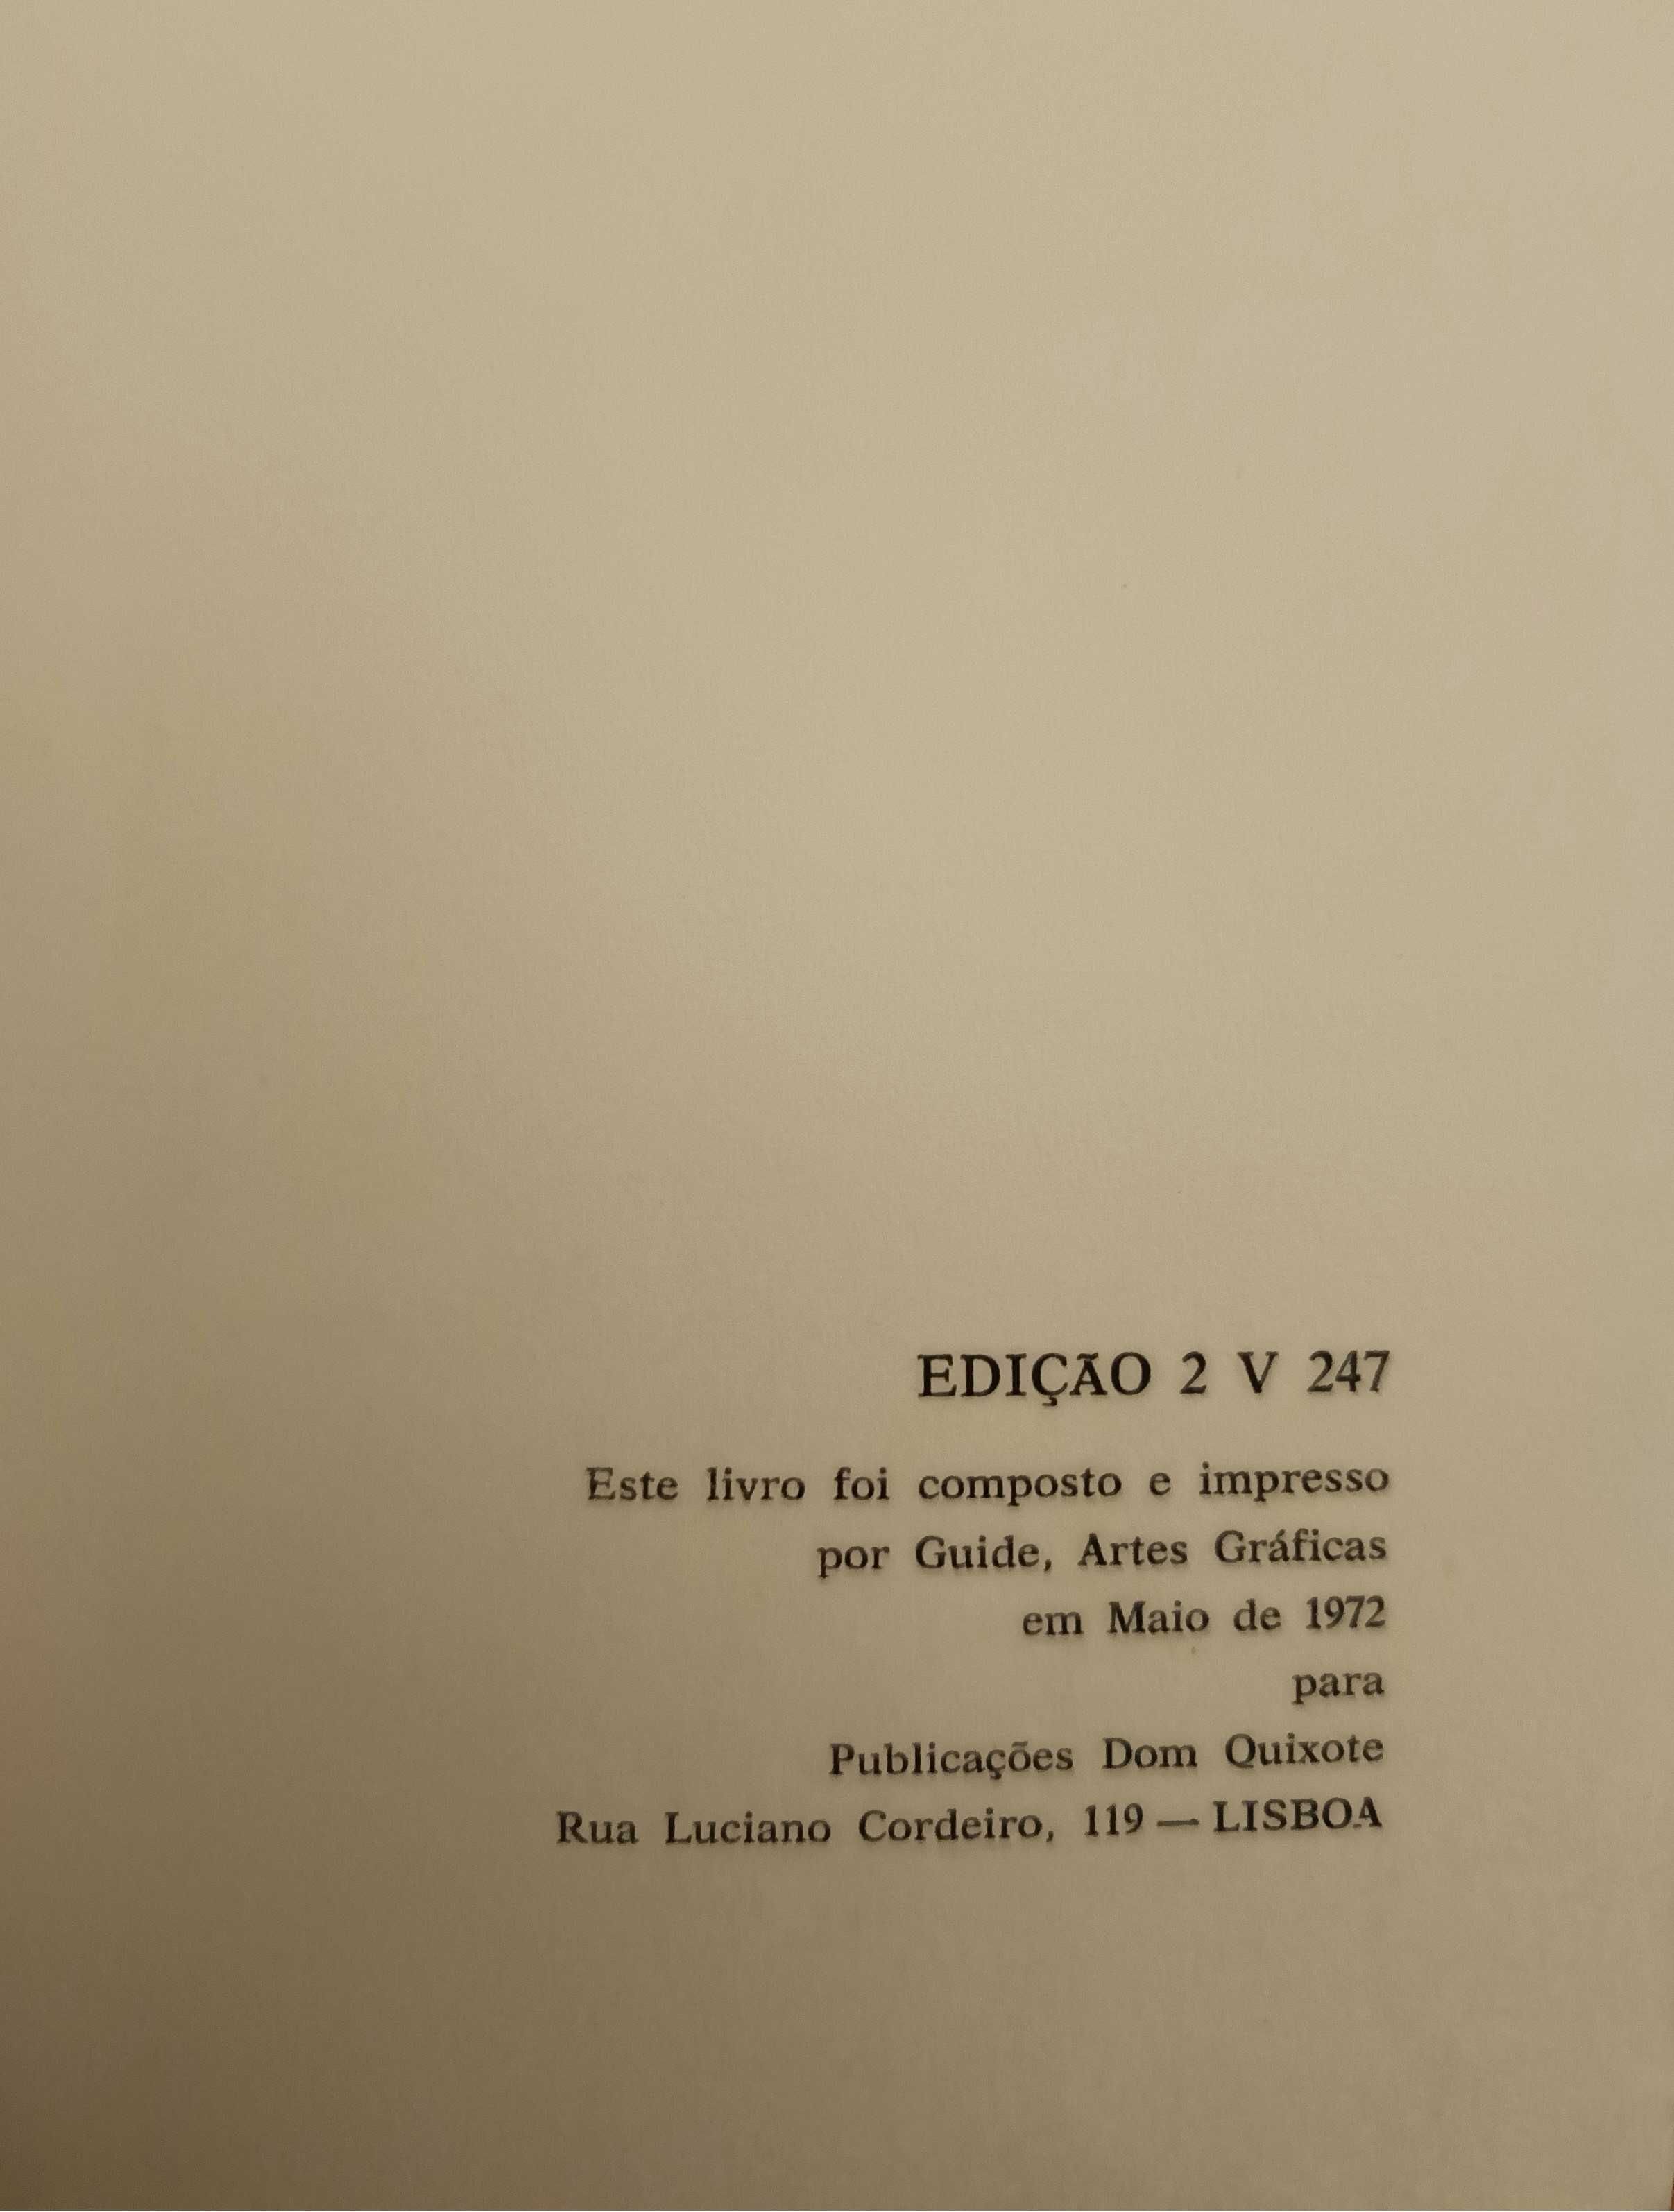 EDIÇÃO 2 V 247
Este livro foi composto e impresso
por Guide, Artes Gráficas
em Maio de 1972
para
Publicações Dom Quixote
Rua Luciano Cordeiro, 119 — LISBOA